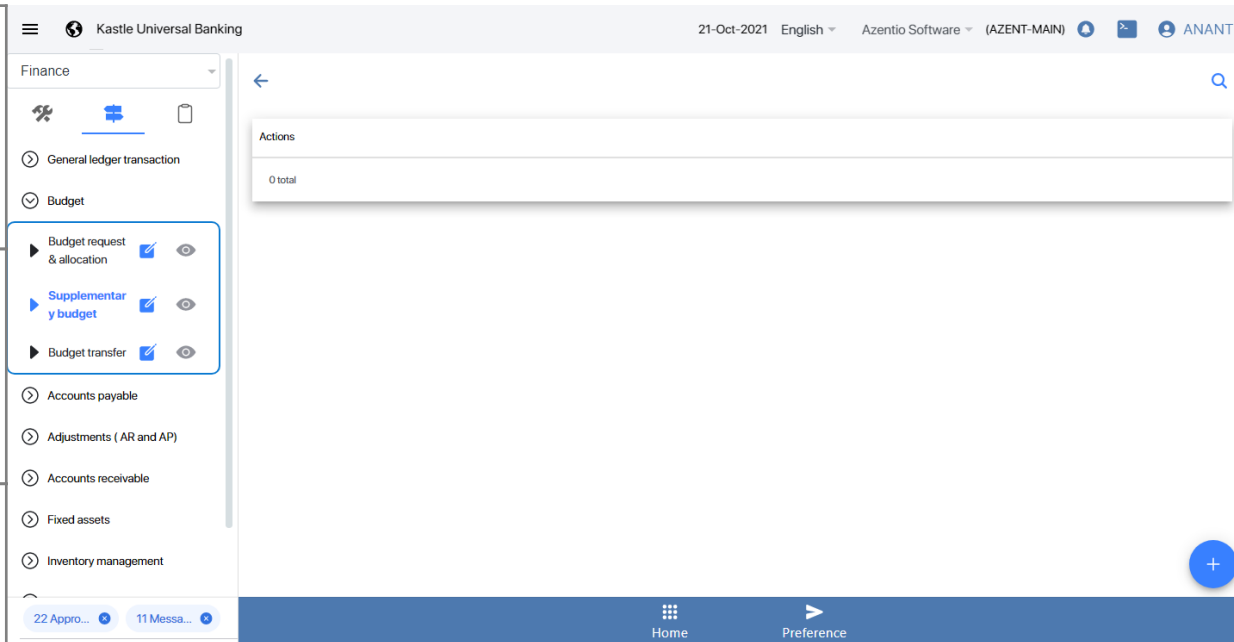 Kastle Universal Banking
21-Oct-2021 English Azentio Software (AZENT-MAIN) ANANT
Finance
General ledger transaction
Budget
Budget request
& allocation
Supplementar
y budget
Budget transfer
Accounts payable
Adjustments ( AR and AP)
Accounts receivable
Fixed assets
Inventory management
22 Appro...
11 Messa...
Actions
0 total
Home
Preference